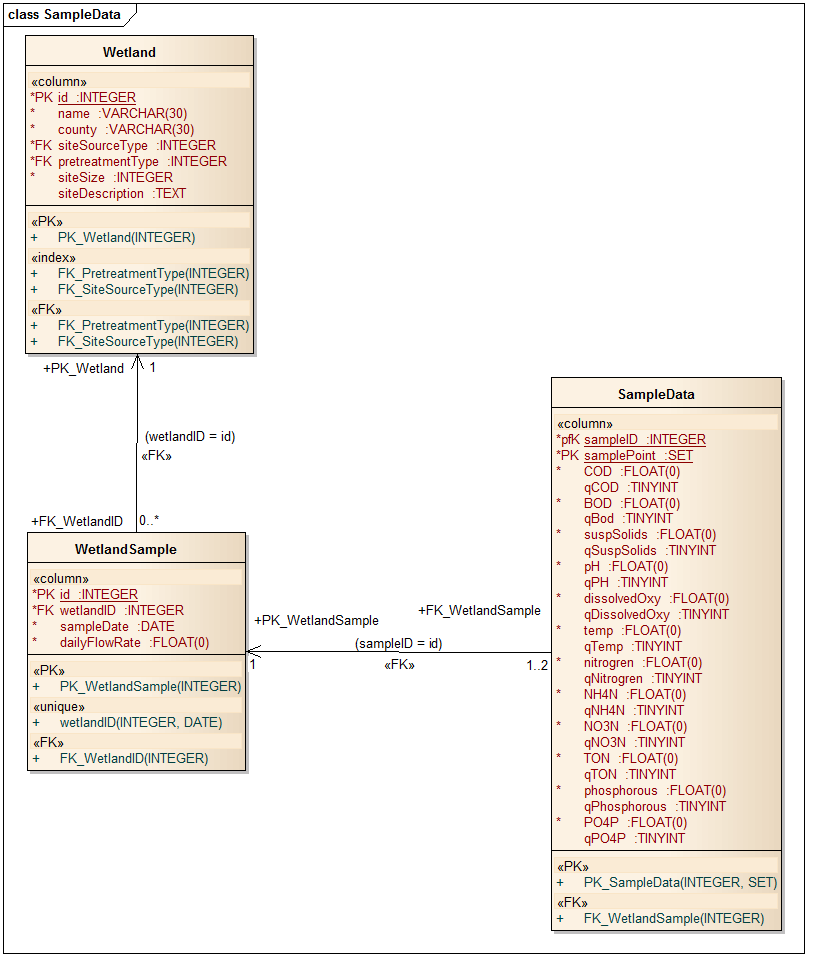 class SampleData
Wetland
«column»
*PK id :INTEGER
* name :VARCHAR(30)
* county :VARCHAR(30)
*FK siteSourceType :INTEGER
*FK pretreatmentType :INTEGER
* siteSize :INTEGER
siteDescription :TEXT
«PK»
+ PK_Wetland(INTEGER)
«index»
+ FK_PretreatmentType(INTEGER)
+ FK_SiteSourceType(INTEGER)
«FK»
+ FK_PretreatmentType(INTEGER)
+ FK_SiteSourceType(INTEGER)
+PK_Wetland 1
(wetlandID = id)
«FK»
+FK_WetlandID 0..*
WetlandSample
«column»
*PK id :INTEGER
*FK wetlandID :INTEGER
* sampleDate :DATE
* dailyFlowRate :FLOAT(0)
«PK»
+ PK_WetlandSample(INTEGER)
«unique»
+ wetlandID(INTEGER, DATE)
«FK»
+ FK_WetlandID(INTEGER)
+PK_WetlandSample
+FK_WetlandSample
(sampleID = id)
1
«FK»
1..2
SampleData
«column»
*pfK sampleID :INTEGER
*PK samplePoint :SET
* COD :FLOAT(0)
qCOD :TINYINT
* BOD :FLOAT(0)
qBod :TINYINT
* suspSolids :FLOAT(0)
qSuspSolids :TINYINT
* pH :FLOAT(0)
qPH :TINYINT
* dissolvedOxy :FLOAT(0)
qDissolvedOxy :TINYINT
* temp :FLOAT(0)
qTemp :TINYINT
* nitrogren :FLOAT(0)
qNitrogren :TINYINT
* NH4N :FLOAT(0)
qNH4N :TINYINT
* NO3N :FLOAT(0)
qNO3N :TINYINT
* TON :FLOAT(0)
qTON :TINYINT
* phosphorous :FLOAT(0)
qPhosphorous :TINYINT
* PO4P :FLOAT(0)
qPO4P :TINYINT
«PK»
+ PK_SampleData(INTEGER, SET)
«FK»
+ FK_WetlandSample(INTEGER)